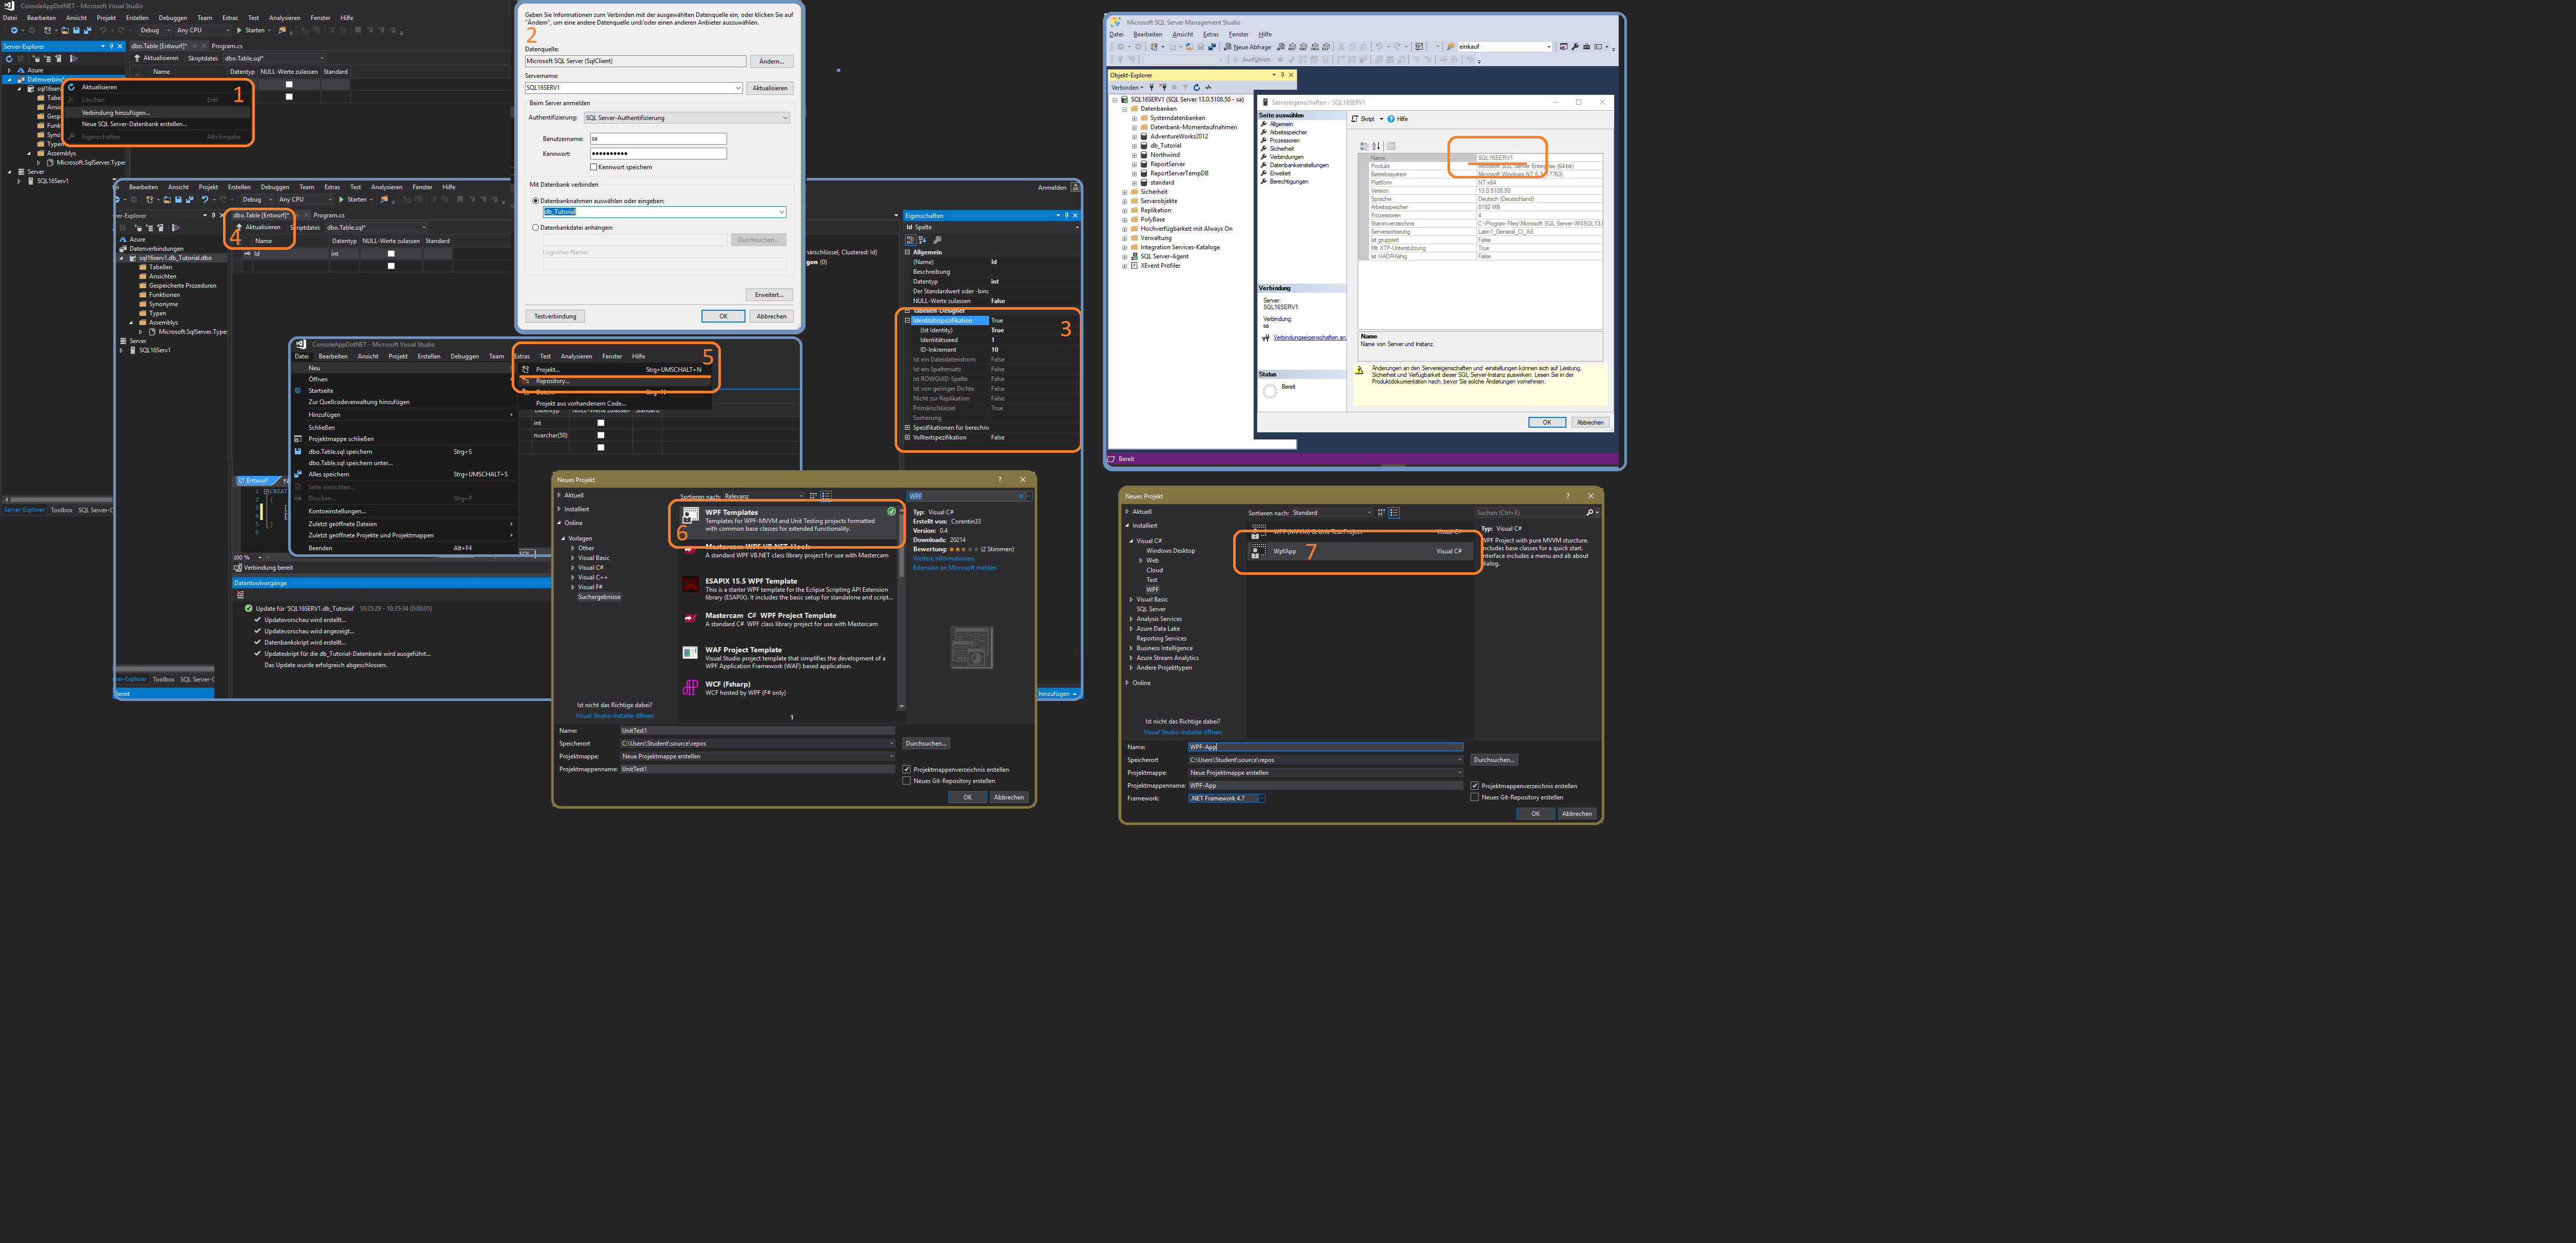 ConsoleAppDotNET - Microsoft Visual Studio
Datei Bearbeiten Ansicht Projekt Erstellen Debuggen Team Extras Test Analysieren Fenster Hilfe
Debug Any CPU Starten
Server-Explorer
dbo.Table [Entwurf]* Program.cs
Aktualisieren Skriptdatei: dbo.Table.sql*
Name Datentyp NULL-Werte zulassen Standard
Azure
1
Aktualisieren
Löschen Entf
Verbindung hinzufügen...
Neue SQL Server-Datenbank erstellen...
Eigenschaften Alt+Eingabe
Typen
Assemblys
Microsoft.SqlServer.Types
Server
SQL16Serv1
Server-Explorer Toolbox SQL Server-O
Geben Sie Informationen zum Verbinden mit der ausgewählten Datenquelle ein, oder klicken Sie auf
"Ändern", um eine andere Datenquelle und/oder einen anderen Anbieter auszuwählen.
2
Datenquelle:
Microsoft SQL Server (SqlClient) Ändern...
Servername:
SQL16SERV1 Aktualisieren
Beim Server anmelden
Authentifizierung: SQL Server-Authentifizierung
Benutzername: sa
Kennwort: ●●●●●●●●●●
Kennwort speichern
Mit Datenbank verbinden
Datenbanknahmen auswählen oder eingeben:
db_Tutorial
Datenbankdatei anhängen:
Durchsuchen...
Logischer Name:
Erweitert...
Testverbindung OK Abbrechen
Bearbeiten Ansicht Projekt Erstellen Debuggen Team Extras Test Analysieren Fenster Hilfe
Anmelden
Debug Any CPU Starten
dbo.Table [Entwurf]* Program.cs
4
Aktualisieren dbo.Table.sql*
Name Datentyp NULL-Werte zulassen Standard
Id int
Azure
Datenverbindungen
sql16serv1.db_Tutorial.dbo
Tabellen
Ansichten
Gespeicherte Prozeduren
Funktionen
Synonyme
Typen
Assemblys
Microsoft.SqlServer.Types
Server
SQL16Serv1
Eigenschaften
Id Spalte
Allgemein
(Name) Id
Beschreibung
Datentyp int
Der Standardwert oder -binc
NULL-Werte zulassen False
Tabellen-Designer
3
Identitätsspezifikation True
(Ist Identity) True
Identitätsseed 1
ID-Inkrement 10
Ist ein Dateidatenstrom False
Ist ein Spaltensatz False
Ist ROWGUID-Spalte False
Ist von geringer Dichte False
Nicht zur Replikation False
Primärschlüssel True
Sortierung
Spezifikationen für berechne
Volltextspezifikation False
ConsoleAppDotNET - Microsoft Visual Studio
Datei Bearbeiten Ansicht Projekt Erstellen Debuggen Team Extras Test Analysieren Fenster Hilfe
5
Neu
Projekt... Strg+UMSCHALT+N
Repository...
Projekt aus vorhandenem Code...
Öffnen
Startseite
Zur Quellcodeverwaltung hinzufügen
Hinzufügen
Schließen
Projektmappe schließen
dbo.Table.sql speichern Strg+S
dbo.Table.sql speichern unter...
Alles speichern Strg+UMSCHALT+S
Seite einrichten...
Drucken... Strg+P
Kontoeinstellungen...
Zuletzt geöffnete Dateien
Zuletzt geöffnete Projekte und Projektmappen
Beenden Alt+F4
int
nvarchar(50)
Entwurf
100 %
Verbindung bereit
Datentoolvorgänge
Update für 'SQL16SERV1.db_Tutorial' 10:35:29 - 10:35:34 (0:00:05)
Updatevorschau wird erstellt...
Updatevorschau wird angezeigt...
Datenbankskript wird erstellt...
Updateskript für die db_Tutorial-Datenbank wird ausgeführt...
Das Update wurde erfolgreich abgeschlossen.
Toolbox SQL Server-O
Bereit
hinzufügen
Neues Projekt
Aktuell
Installiert
Online
Vorlagen
Other
Visual Basic
Visual C#
Visual C++
Visual F#
Suchergebnisse
Sortieren nach: Relevanz
WPF
6
WPF Templates
Templates for WPF-MVVM and Unit Testing projects formatted
with common base classes for extended functionality.
A standard WPF VB.NET class library project for use with Mastercam
ESAPIX 15.5 WPF Template
This is a starter WPF template for the Eclipse Scripting API Extension
library (ESAPIX). It includes the basic setup for standalone and script...
Mastercam C# WPF Project Template
A standard C# WPF class library project for use with Mastercam
WAF Project Template
Visual Studio project template that simplifies the development of a
WPF Application Framework (WAF) based application.
WCF (Fsharp)
WCF hosted by WPF (F# only)
1
Typ: Visual C#
Erstellt von: Corentin33
Version: 0.4
Downloads: 20214
Bewertung: (2 Stimmen)
Weitere Informationen
Extension an Microsoft melden
Ist nicht das Richtige dabei?
Visual Studio-Installer öffnen
Name: UnitTest1
Speicherort C:\Users\Student\source\repos Durchsuchen...
Projektmappe: Neue Projektmappe erstellen
Projektmappenname: UnitTest1
Projektmappenverzeichnis erstellen
Neues Git-Repository erstellen
OK Abbrechen
Microsoft SQL Server Management Studio
Datei Bearbeiten Ansicht Extras Fenster Hilfe
Neue Abfrage einkauf
Ausführen
Objekt-Explorer
Verbinden
SQL16SERV1 (SQL Server 13.0.5108.50 - sa)
Datenbanken
Systemdatenbanken
Datenbank-Momentaufnahmen
AdventureWorks2012
db_Tutorial
Northwind
ReportServer
ReportServerTempDB
standard
Sicherheit
Serverobjekte
Replikation
PolyBase
Hochverfügbarkeit mit Always On
Verwaltung
Integration Services-Kataloge
SQL Server-Agent
XEvent Profiler
Servereigenschaften - SQL16SERV1
Seite auswählen
Allgemein
Arbeitsspeicher
Prozessoren
Sicherheit
Verbindungen
Datenbankeinstellungen
Erweitert
Berechtigungen
Skript Hilfe
Name SQL16SERV1
Produkt Microsoft SQL Server Enterprise (64-bit)
Betriebssystem Microsoft Windows NT 6.3 (17763)
Plattform NT x64
Version 13.0.5108.50
Sprache Deutsch (Deutschland)
Arbeitsspeicher 8192 MB
Prozessoren 4
Stammverzeichnis C:\Program Files\Microsoft SQL Server\MSSQL13.
Serversortierung Latin1_General_CI_AS
Ist gruppiert False
Mit XTP-Unterstützung True
Ist HADR-fähig False
Verbindung
Server:
SQL16SERV1
Verbindung:
sa
Verbindungseigenschaften an
Status
Bereit
Name
Name von Server und Instanz.
Änderungen an den Servereigenschaften und -einstellungen können sich auf Leistung,
Sicherheit und Verfügbarkeit dieser SQL Server-Instanz auswirken. Lesen Sie in der
Produktdokumentation nach, bevor Sie solche Änderungen vornehmen.
OK Abbrechen
Bereit
Neues Projekt
Aktuell
Installiert
Visual C#
Windows Desktop
Web
Cloud
Test
WPF
Visual Basic
SQL Server
Analysis Services
Azure Data Lake
Reporting Services
Business Intelligence
Azure Stream Analytics
Andere Projekttypen
Online
Sortieren nach: Standard
Suchen (Ctrl+E)
WPF (MVVM) & Unit Test Project Visual C#
WpfApp 7 Visual C#
Typ: Visual C#
WPF Project with pure MVVM sturcture.
Includes base classes for a quick start.
Interface includes a menu and ab about
dialog.
Ist nicht das Richtige dabei?
Visual Studio-Installer öffnen
Name: WPF-App
Speicherort C:\Users\Student\source\repos Durchsuchen...
Projektmappe: Neue Projektmappe erstellen
Projektmappenname: WPF-App
Framework: .NET Framework 4.7
Projektmappenverzeichnis erstellen
Neues Git-Repository erstellen
OK Abbrechen